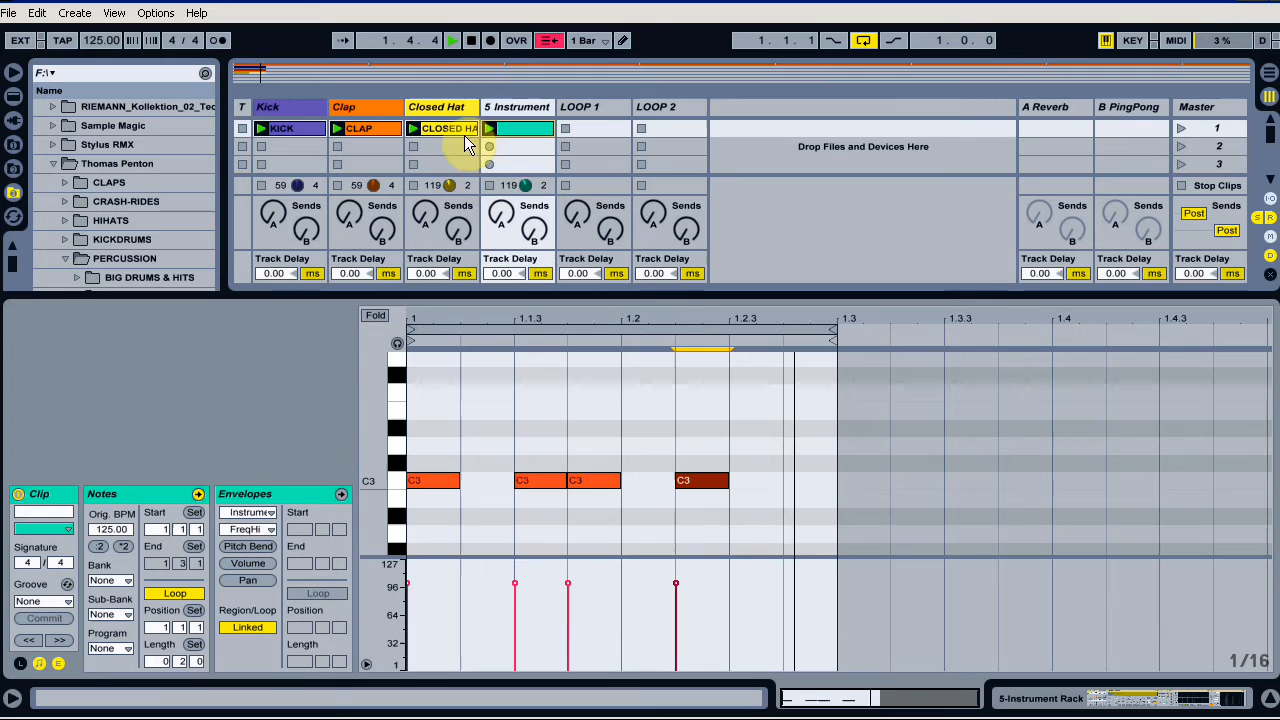 File Edit Create View Options Help
EXT TAP 125.00 4 / 4 1. 4. 4 OVR 1 Bar 1. 1. 1 1. 0. 0 KEY MIDI 3 % D
F:\
Name
RIEMANN_Kollektion_02_Tec
Sample Magic
Stylus RMX
Thomas Penton
CLAPS
CRASH-RIDES
HIHATS
KICKDRUMS
PERCUSSION
BIG DRUMS & HITS
T Kick Clap Closed Hat 5 Instrument LOOP 1 LOOP 2 A Reverb B PingPong Master
KICK CLAP CLOSED HA 1
Drop Files and Devices Here 2
3
59 4 59 4 119 2 119 2 Stop Clips
Sends Sends Sends Sends Sends Sends Sends Sends Sends
A A A A A A A A Post
B B B B B B B B Post
Track Delay Track Delay Track Delay Track Delay Track Delay Track Delay Track Delay Track Delay
0.00 ms 0.00 ms 0.00 ms 0.00 ms 0.00 ms 0.00 ms 0.00 ms 0.00 ms
Fold 1 1.1.3 1.2 1.2.3 1.3 1.3.3 1.4 1.4.3
C3 C3 C3 C3 C3
Clip Notes Envelopes
Orig. BPM Start Set Instrume Start
125.00 1 1 1 FreqHi
:2 *2 End Set Pitch Bend End
Signature
4 / 4 Bank 1 3 1 Volume
None Loop Pan Loop
Groove Sub-Bank Position Set Region/Loop Position
None None 1 1 1 Linked
Commit Program Length Set Length
<< >> None 0 2 0
L E
127
96
64
32
1
1/16
5-Instrument Rack